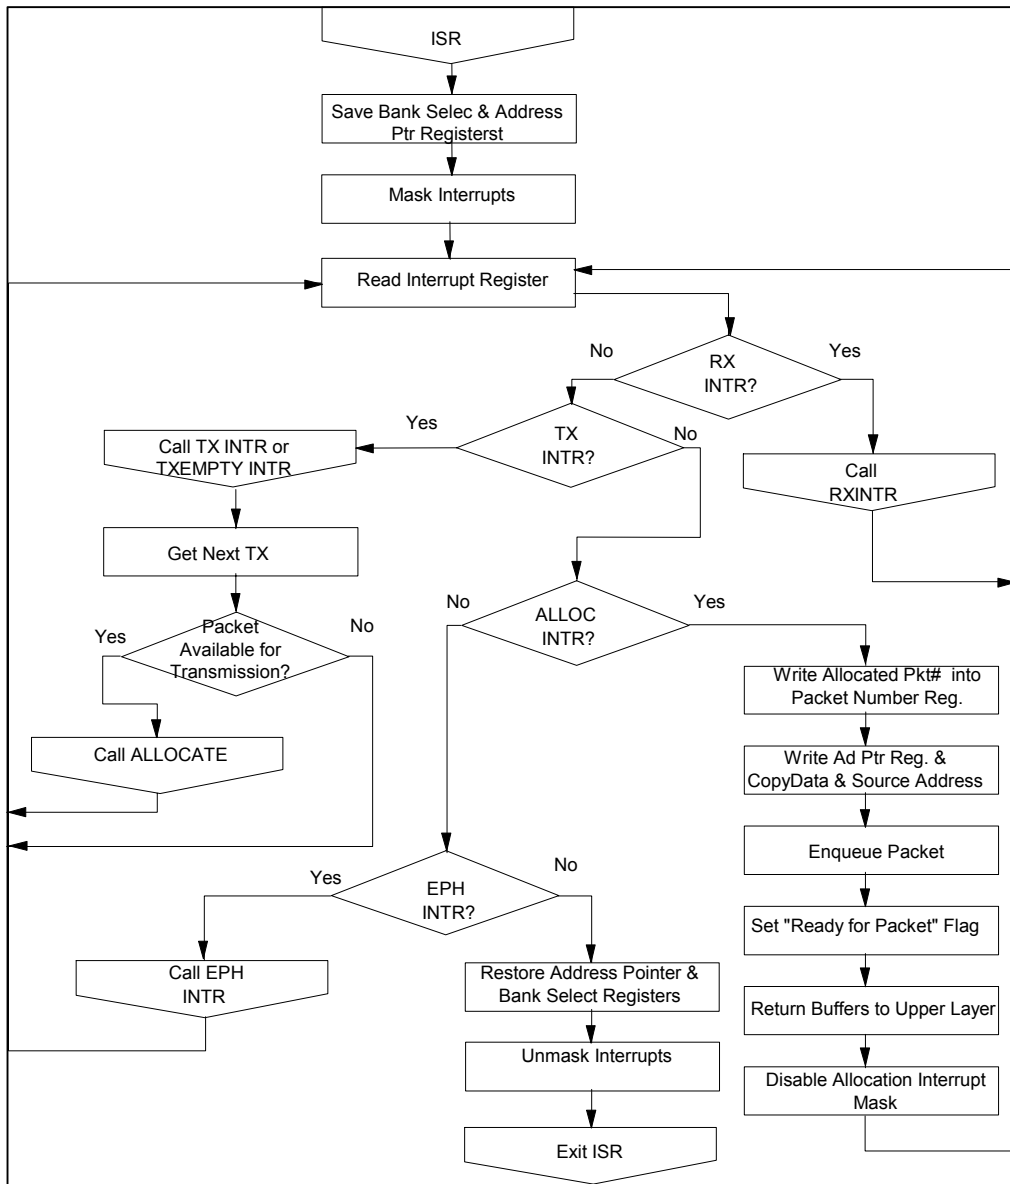 ISR
Save Bank Selec & Address
Ptr Registerst
Mask Interrupts
Read Interrupt Register
No
RX
INTR?
Yes
Yes
TX
INTR?
No
Call TX INTR or
TXEMPTY INTR
Call
RXINTR
Get Next TX
No
ALLOC
INTR?
Yes
Yes
Packet
Available for
Transmission?
No
Write Allocated Pkt# into
Packet Number Reg.
Call ALLOCATE
Write Ad Ptr Reg. &
CopyData & Source Address
Enqueue Packet
Yes
EPH
INTR?
No
Set "Ready for Packet" Flag
Call EPH
INTR
Restore Address Pointer &
Bank Select Registers
Return Buffers to Upper Layer
Unmask Interrupts
Disable Allocation Interrupt
Mask
Exit ISR